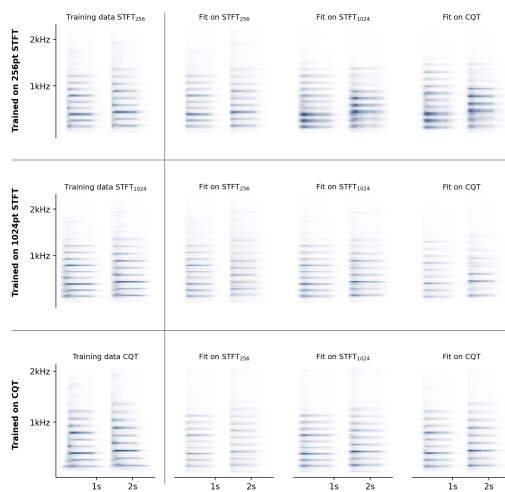 Training data STFT256 Fit on STFT256 Fit on STFT1024 Fit on CQT
Trained on 256pt STFT
2kHz
1kHz
Training data STFT1024 Fit on STFT256 Fit on STFT1024 Fit on CQT
Trained on 1024pt STFT
2kHz
1kHz
Training data CQT Fit on STFT256 Fit on STFT1024 Fit on CQT
Trained on CQT
2kHz
1kHz
1s 2s 1s 2s 1s 2s 1s 2s